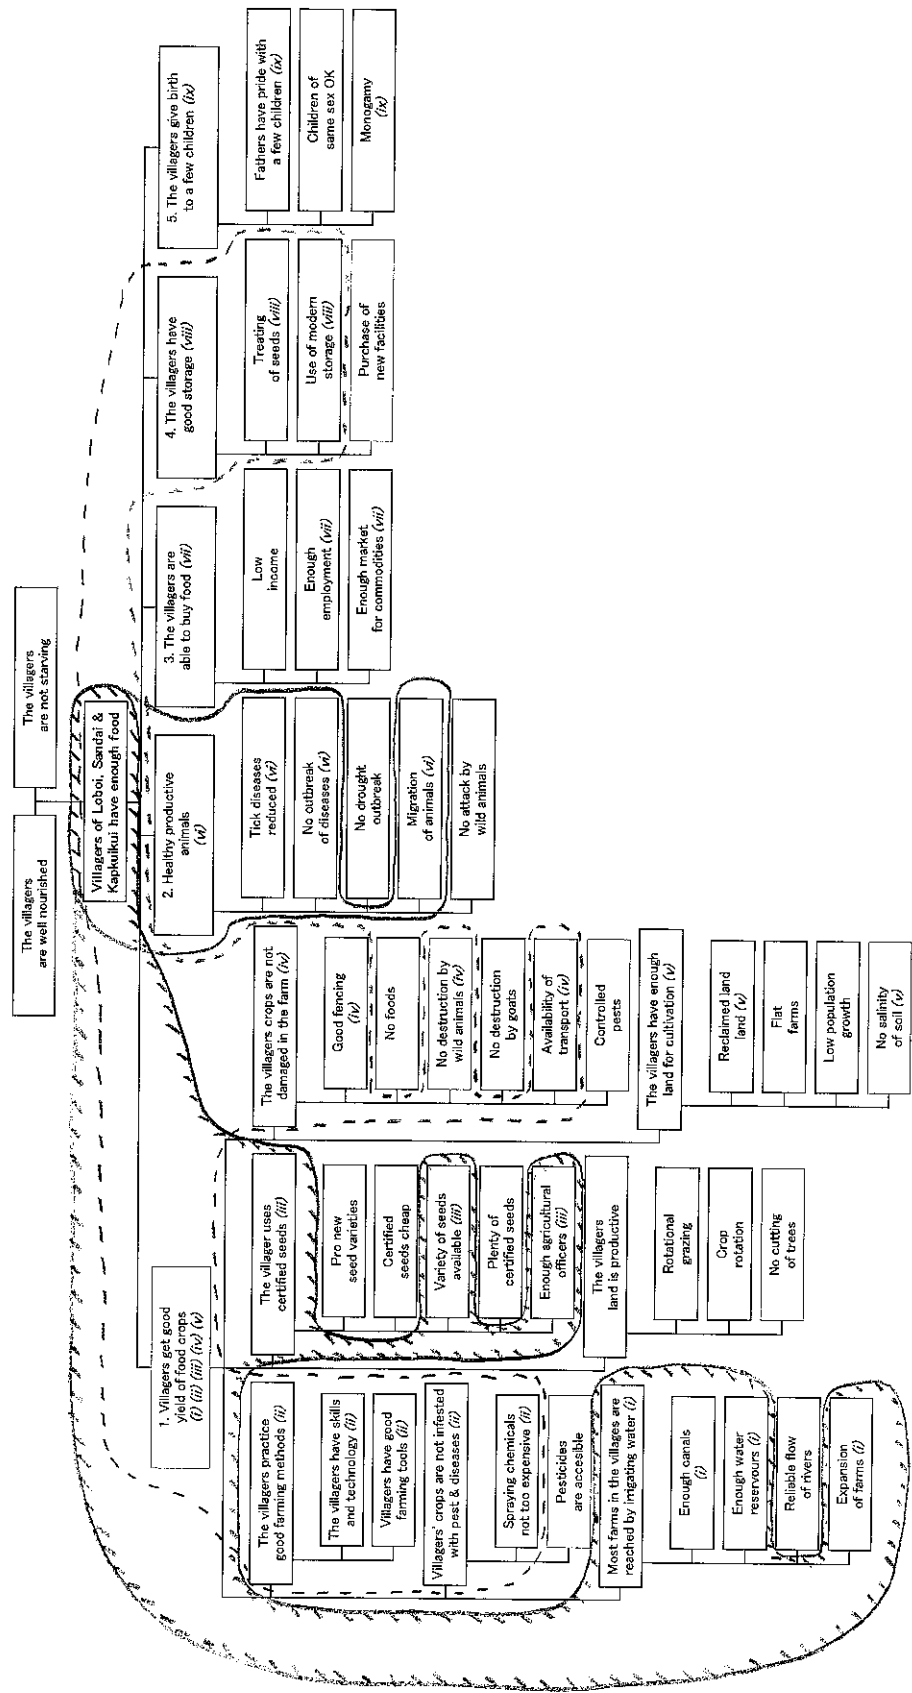 The villagers
are well nourished
The villagers
are not starving
Villagers of Loboi, Sandai &
Kapkuikui have enough food
1. Villagers get good
yield of food crops
(i) (ii) (iii) (iv) (v)
2. Healthy productive
animals
(vi)
3. The villagers are
able to buy food (vii)
4. The villagers have
good storage (viii)
5. The villagers give birth
to a few children (ix)
The villagers practice
good farming methods (ii)
The villagers have skills
and technology (ii)
Villagers have good
farming tools (ii)
Villagers' crops are not infested
with pest & diseases (ii)
Spraying chemicals
not too expensive (ii)
Pesticides
are accesible
Most farms in the villages are
reached by irrigating water (i)
Enough canals
(i)
Enough water
reservours (i)
Reliable flow
of rivers
Expansion
of farms (i)
The villager uses
certified seeds (iii)
Pro new
seed varieties
Certified
seeds cheap
Variety of seeds
available (iii)
Plenty of
certified seeds
Enough agricultural
officers (iii)
The villagers
land is productive
Rotational
grazing
Crop
rotation
No cutting
of trees
The villagers crops are not
damaged in the farm (iv)
Good fencing
(iv)
No foods
No destruction by
wild animals (iv)
No destruction
by goats
Availability of
transport (iv)
Controlled
pests
The villagers have enough
land for cultivation (v)
Reclaimed land
land (v)
Flat
farms
Low population
growth
No salinity
of soil (v)
Tick diseases
reduced (vi)
No outbreak
of diseases (vi)
No drought
outbreak
Migration
of animals (vi)
No attack by
wild animals
Low
income
Enough
employment (vii)
Enough market
for commodities (vii)
Treating
of seeds (viii)
Use of modern
storage (viii)
Purchase of
new facilities
Fathers have pride with
a few children (ix)
Children of
same sex OK
Monogamy
(ix)